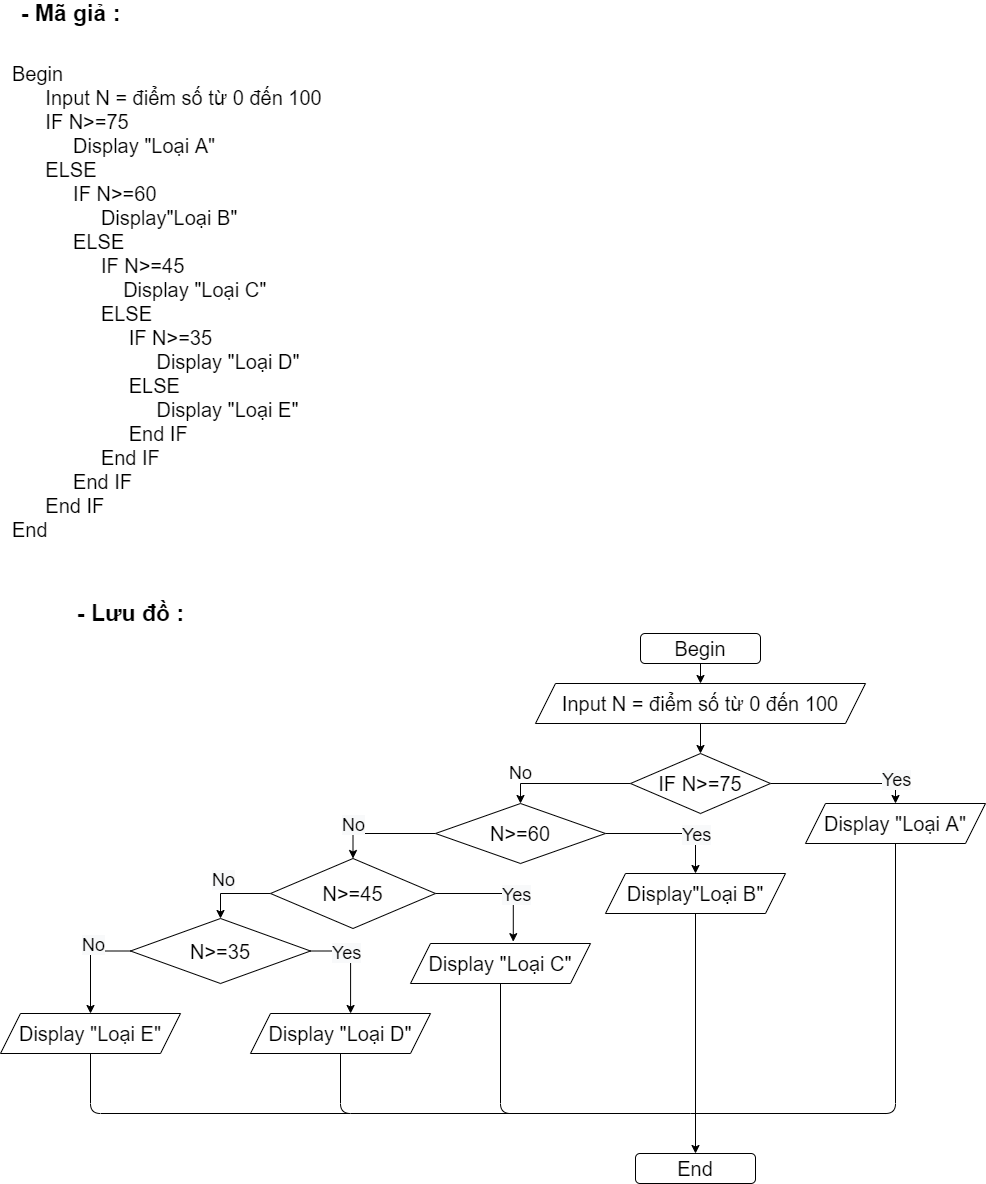 - Mã giả :
Begin
Input N = điểm số từ 0 đến 100
IF N>=75
Display "Loại A"
ELSE
IF N>=60
Display"Loại B"
ELSE
IF N>=45
Display "Loại C"
ELSE
IF N>=35
Display "Loại D"
ELSE
Display "Loại E"
End IF
End IF
End IF
End IF
End
- Lưu đồ :
Begin
Input N = điểm số từ 0 đến 100
IF N>=75
No
Yes
Display "Loại A"
N>=60
No
Yes
Display"Loại B"
N>=45
No
Yes
Display "Loại C"
N>=35
No
Yes
Display "Loại E"
Display "Loại D"
End